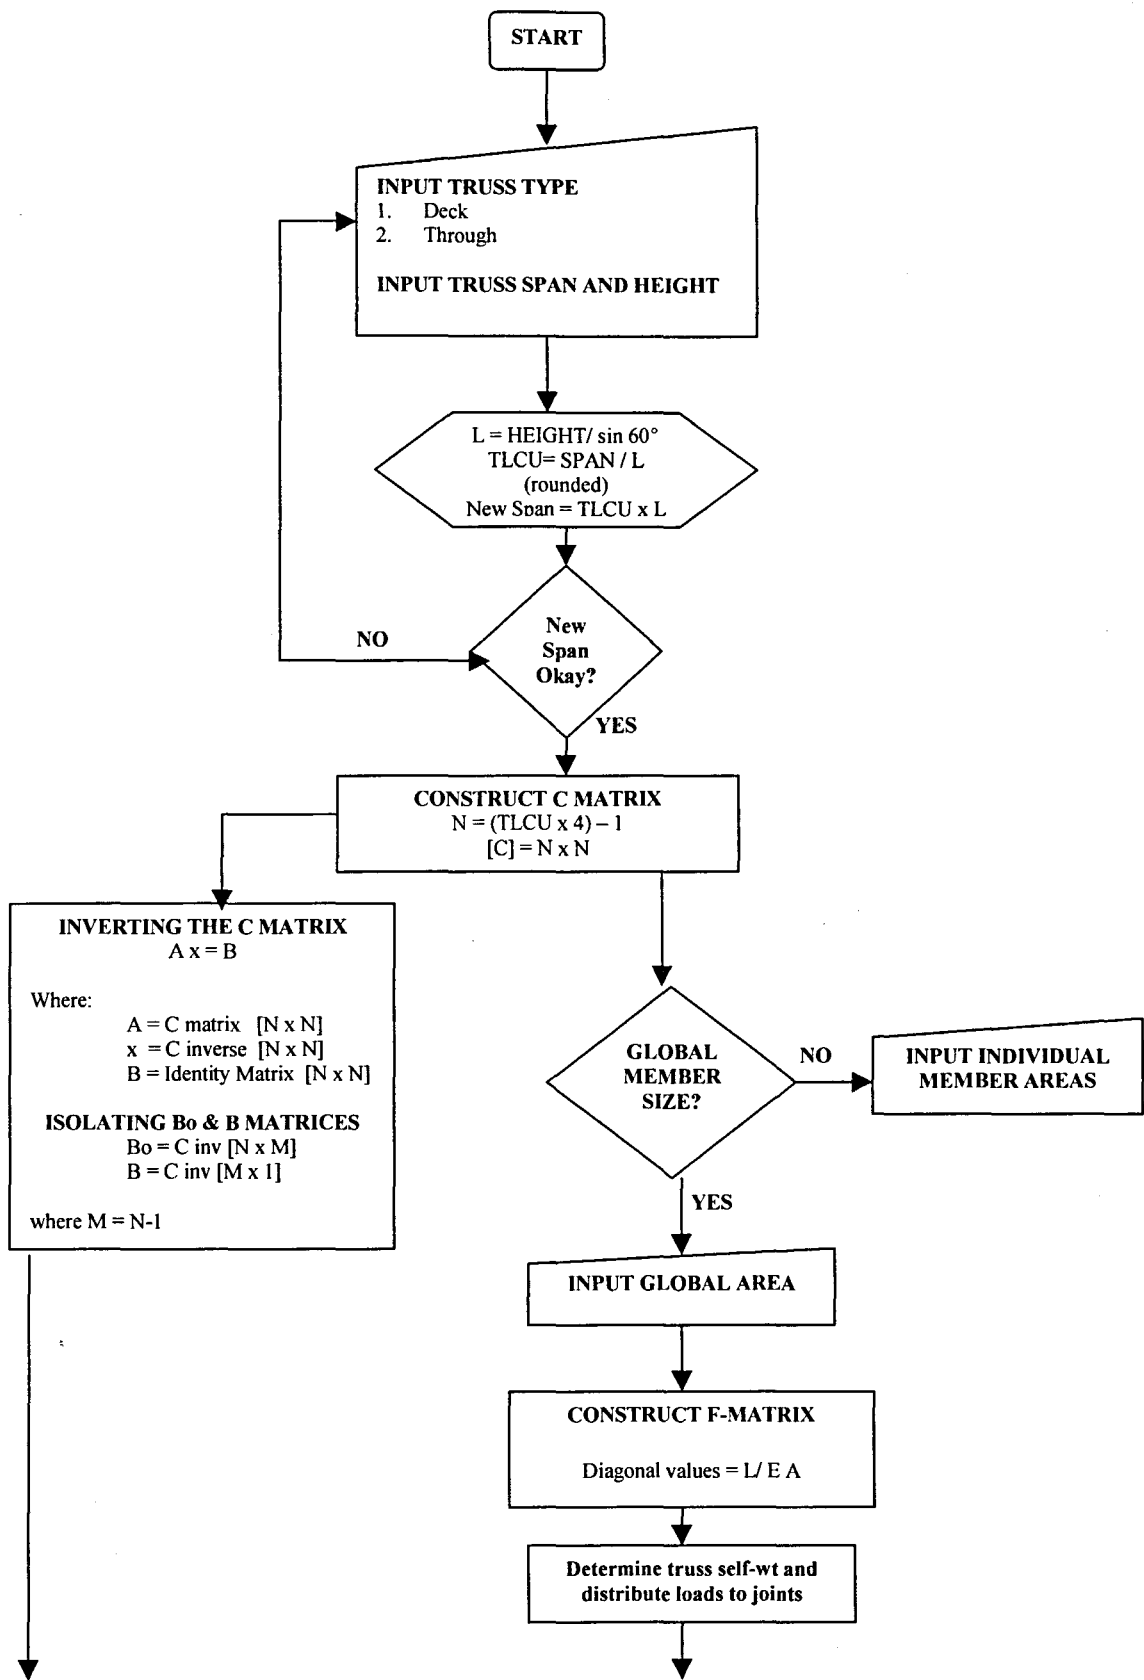 START
INPUT TRUSS TYPE
1. Deck
2. Through
INPUT TRUSS SPAN AND HEIGHT
L = HEIGHT/ sin 60°
TLCU= SPAN / L
(rounded)
New Span = TLCU x L
New
Span
Okay?
NO
YES
CONSTRUCT C MATRIX
N = (TLCU x 4) – 1
[C] = N x N
INVERTING THE C MATRIX
A x = B
Where:
A = C matrix [N x N]
x = C inverse [N x N]
B = Identity Matrix [N x N]
ISOLATING Bo & B MATRICES
Bo = C inv [N x M]
B = C inv [M x 1]
where M = N-1
GLOBAL
MEMBER
SIZE?
NO
INPUT INDIVIDUAL
MEMBER AREAS
YES
INPUT GLOBAL AREA
CONSTRUCT F-MATRIX
Diagonal values = L/ E A
Determine truss self-wt and
distribute loads to joints